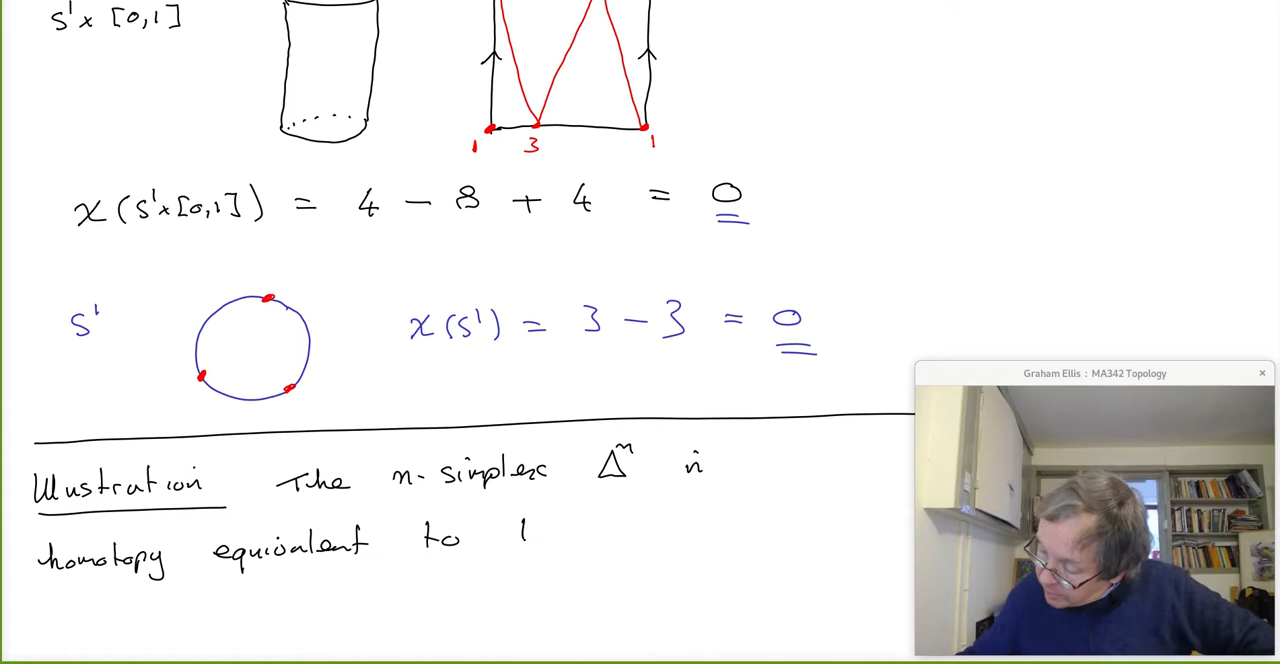 S¹ x [0,1]
1 3 1
χ(S¹x[0,1]) = 4 - 8 + 4 = 0
S¹ χ(S¹) = 3 - 3 = 0
Graham Ellis : MA342 Topology ×
Illustration The n-simplex Δⁿ is
homotopy equivalent to